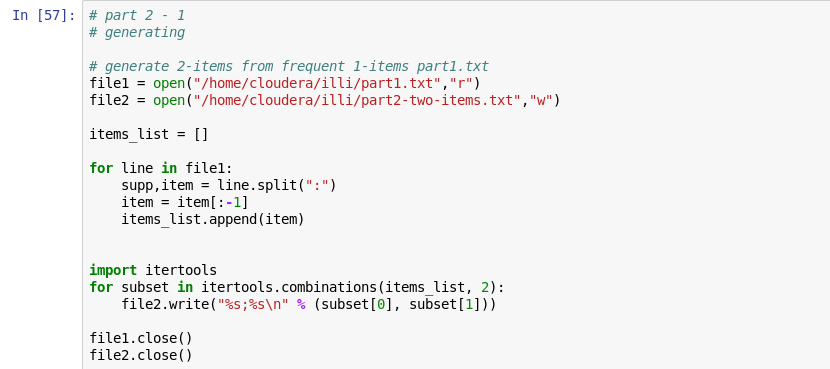 In [57]: # part 2 - 1
# generating
# generate 2-items from frequent 1-items part1.txt
file1 = open("/home/cloudera/illi/part1.txt","r")
file2 = open("/home/cloudera/illi/part2-two-items.txt","w")
items_list = []
for line in file1:
    supp,item = line.split(":")
    item = item[:-1]
    items_list.append(item)
import itertools
for subset in itertools.combinations(items_list, 2):
    file2.write("%s;%s\n" % (subset[0], subset[1]))
file1.close()
file2.close()